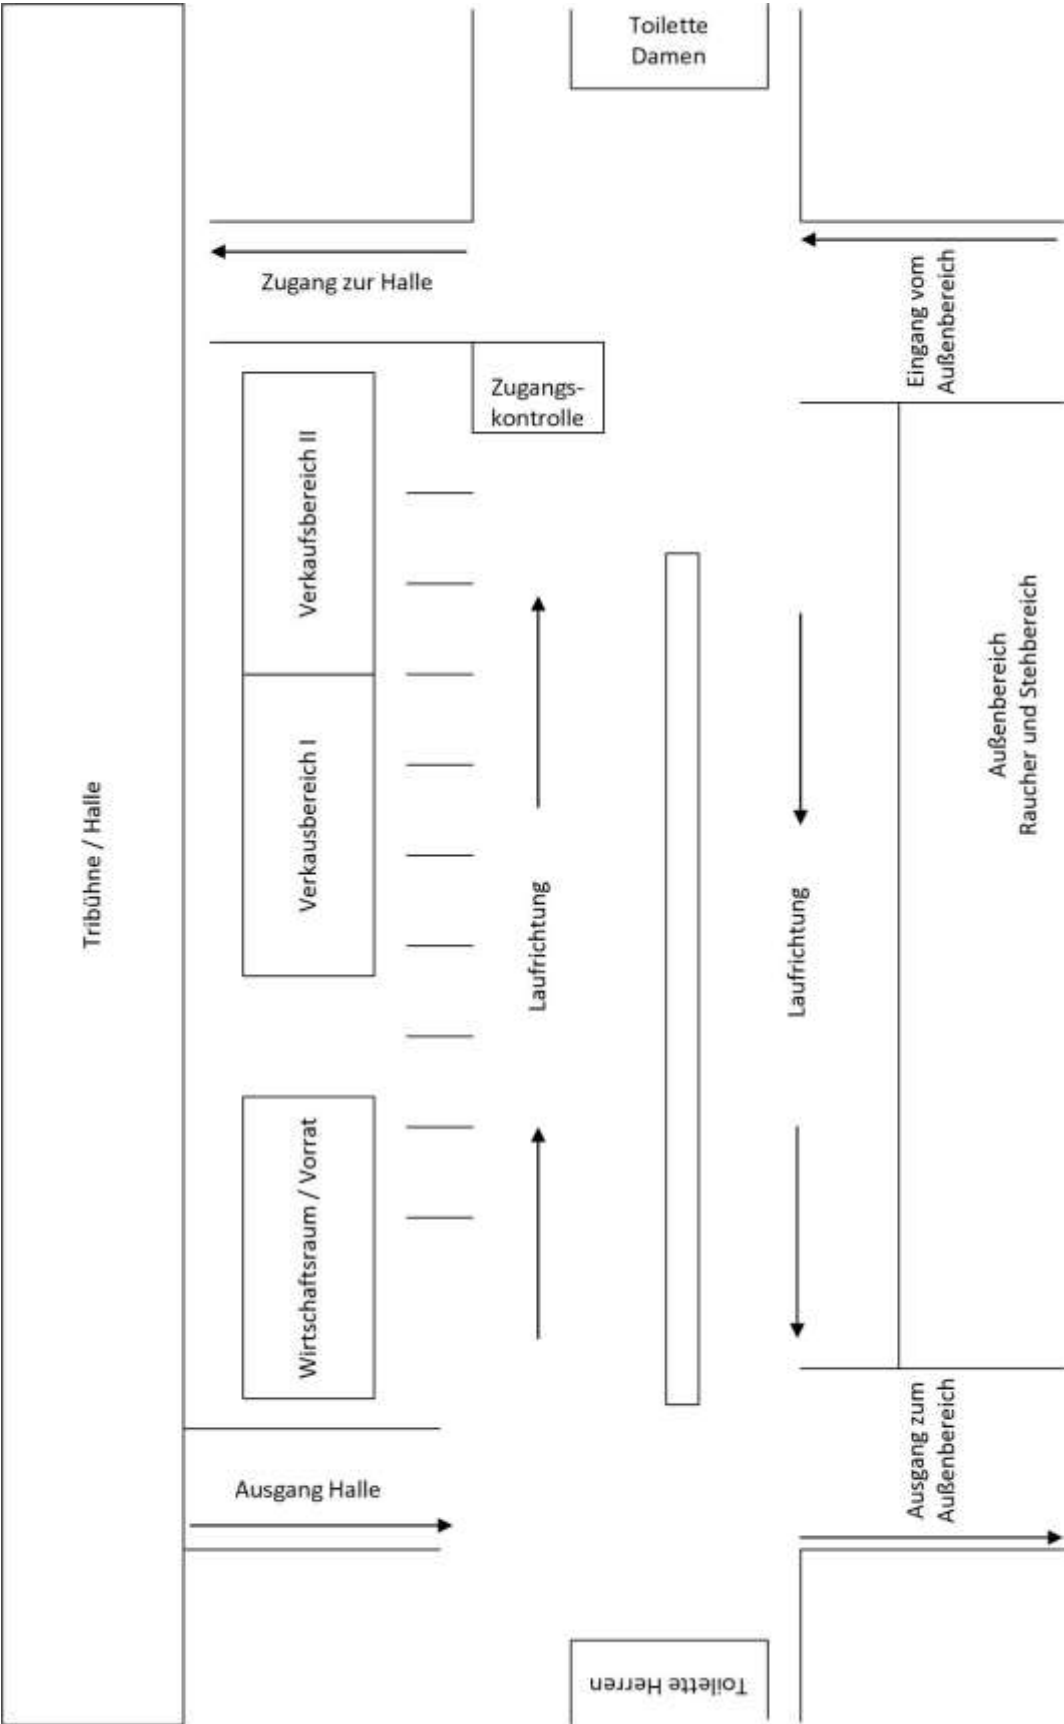 Toilette
Damen
Zugang zur Halle
Eingang vom
Außenbereich
Zugangs-
kontrolle
Verkaufsbereich II
Verkausbereich I
Tribühne / Halle
Laufrichtung
Laufrichtung
Außenbereich
Raucher und Stehbereich
Wirtschaftsraum / Vorrat
Ausgang Halle
Ausgang zum
Außenbereich
Toilette Herren